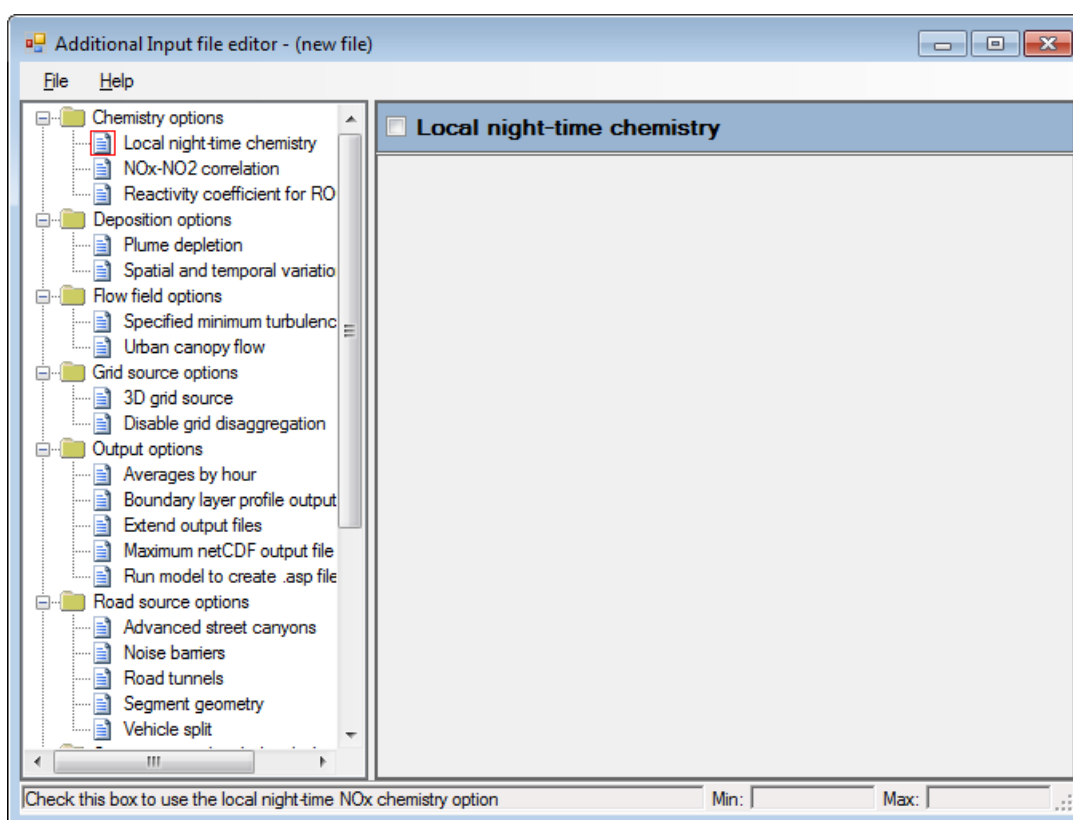 Additional Input file editor - (new file)
File Help
Chemistry options
Local night-time chemistry
NOx-NO2 correlation
Reactivity coefficient for RO
Deposition options
Plume depletion
Spatial and temporal variatio
Flow field options
Specified minimum turbulenc
Urban canopy flow
Grid source options
3D grid source
Disable grid disaggregation
Output options
Averages by hour
Boundary layer profile output
Extend output files
Maximum netCDF output file
Run model to create .asp file
Road source options
Advanced street canyons
Noise barriers
Road tunnels
Segment geometry
Vehicle split
Local night-time chemistry
Check this box to use the local night-time NOx chemistry option Min: Max: